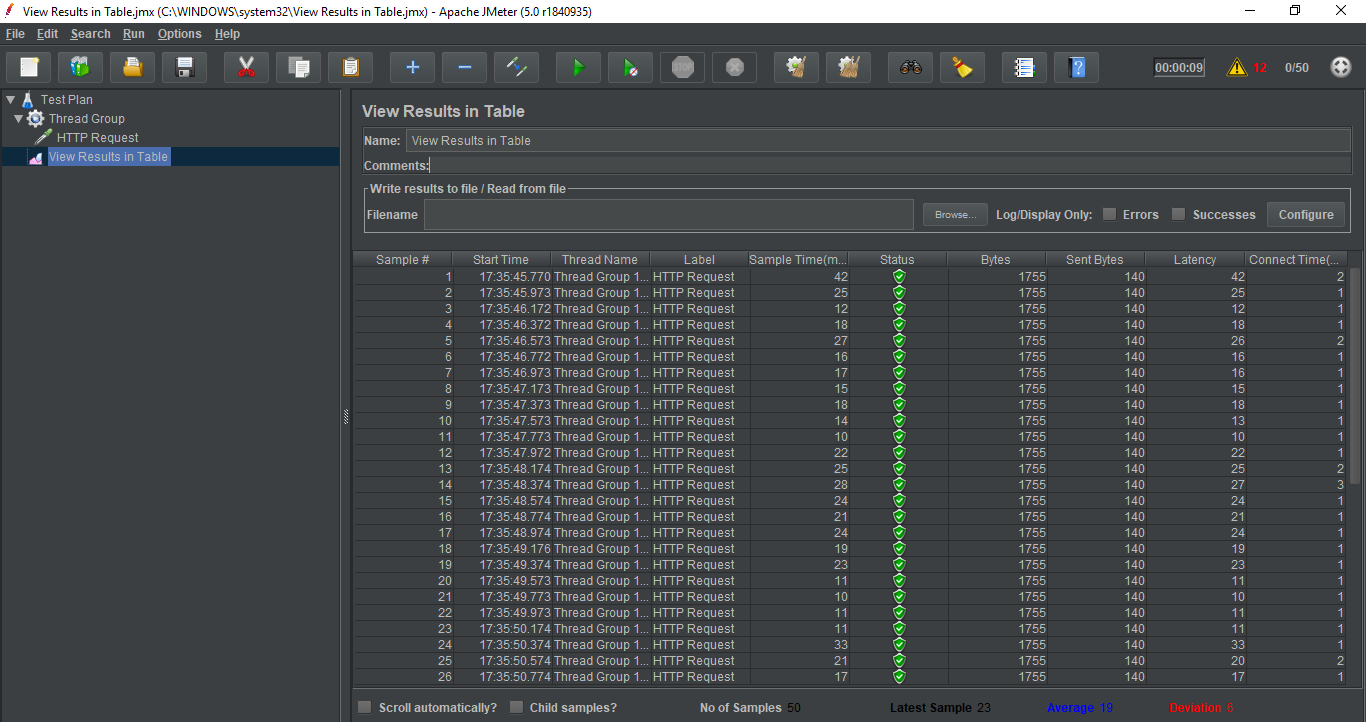 View Results in Table.jmx (C:\WINDOWS\system32\View Results in Table.jmx) - Apache JMeter (5.0 r1840935)
File Edit Search Run Options Help
STOP 00:00:09 12 0/50
Test Plan
Thread Group
HTTP Request
View Results in Table
View Results in Table
Name: View Results in Table
Comments:
Write results to file / Read from file
Filename Browse... Log/Display Only: Errors Successes Configure
Sample # Start Time Thread Name Label Sample Time(m... Status Bytes Sent Bytes Latency Connect Time(...
1 17:35:45.770 Thread Group 1... HTTP Request 42 1755 140 42 2
2 17:35:45.973 Thread Group 1... HTTP Request 25 1755 140 25 1
3 17:35:46.172 Thread Group 1... HTTP Request 12 1755 140 12 1
4 17:35:46.372 Thread Group 1... HTTP Request 18 1755 140 18 1
5 17:35:46.573 Thread Group 1... HTTP Request 27 1755 140 26 2
6 17:35:46.772 Thread Group 1... HTTP Request 16 1755 140 16 1
7 17:35:46.973 Thread Group 1... HTTP Request 17 1755 140 16 1
8 17:35:47.173 Thread Group 1... HTTP Request 15 1755 140 15 1
9 17:35:47.373 Thread Group 1... HTTP Request 18 1755 140 18 1
10 17:35:47.573 Thread Group 1... HTTP Request 14 1755 140 13 1
11 17:35:47.773 Thread Group 1... HTTP Request 10 1755 140 10 1
12 17:35:47.972 Thread Group 1... HTTP Request 22 1755 140 22 1
13 17:35:48.174 Thread Group 1... HTTP Request 25 1755 140 25 2
14 17:35:48.374 Thread Group 1... HTTP Request 28 1755 140 27 3
15 17:35:48.574 Thread Group 1... HTTP Request 24 1755 140 24 1
16 17:35:48.774 Thread Group 1... HTTP Request 21 1755 140 21 1
17 17:35:48.974 Thread Group 1... HTTP Request 24 1755 140 24 1
18 17:35:49.176 Thread Group 1... HTTP Request 19 1755 140 19 1
19 17:35:49.374 Thread Group 1... HTTP Request 23 1755 140 23 1
20 17:35:49.573 Thread Group 1... HTTP Request 11 1755 140 11 1
21 17:35:49.773 Thread Group 1... HTTP Request 10 1755 140 10 1
22 17:35:49.973 Thread Group 1... HTTP Request 11 1755 140 11 1
23 17:35:50.174 Thread Group 1... HTTP Request 11 1755 140 11 1
24 17:35:50.374 Thread Group 1... HTTP Request 33 1755 140 33 1
25 17:35:50.574 Thread Group 1... HTTP Request 21 1755 140 20 2
26 17:35:50.774 Thread Group 1... HTTP Request 17 1755 140 17 1
Scroll automatically? Child samples? No of Samples 50 Latest Sample 23 Average 19 Deviation 6